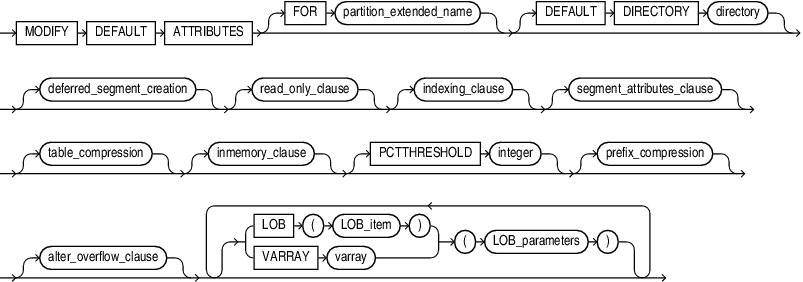 FOR partition_extended_name DEFAULT DIRECTORY directory
MODIFY DEFAULT ATTRIBUTES
deferred_segment_creation read_only_clause indexing_clause segment_attributes_clause
table_compression inmemory_clause PCTTHRESHOLD integer prefix_compression
LOB ( LOB_item )
alter_overflow_clause ( LOB_parameters )
VARRAY varray